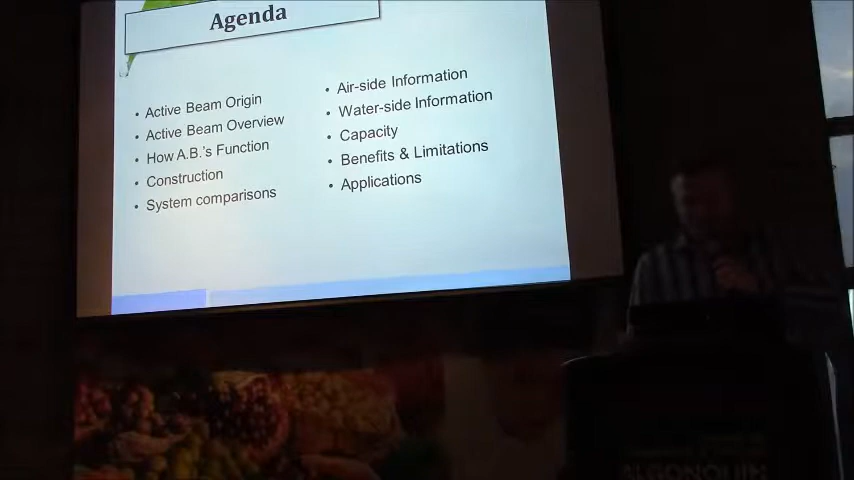 Agenda
• Active Beam Origin
• Active Beam Overview
• How A.B.'s Function
• Construction
• System comparisons
• Air-side Information
• Water-side Information
• Capacity
• Benefits & Limitations
• Applications
ALGONQUIN